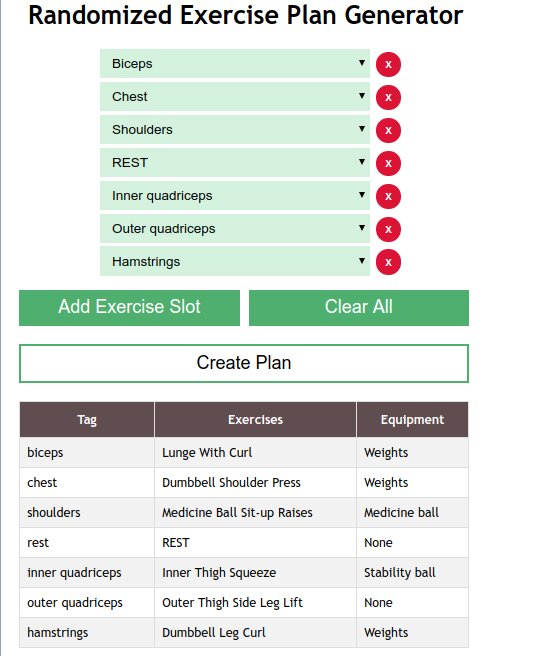 Randomized Exercise Plan Generator
Biceps ▼ x
Chest ▼ x
Shoulders ▼ x
REST ▼ x
Inner quadriceps ▼ x
Outer quadriceps ▼ x
Hamstrings ▼ x
Add Exercise Slot Clear All
Create Plan
Tag Exercises Equipment
biceps Lunge With Curl Weights
chest Dumbbell Shoulder Press Weights
shoulders Medicine Ball Sit-up Raises Medicine ball
rest REST None
inner quadriceps Inner Thigh Squeeze Stability ball
outer quadriceps Outer Thigh Side Leg Lift None
hamstrings Dumbbell Leg Curl Weights